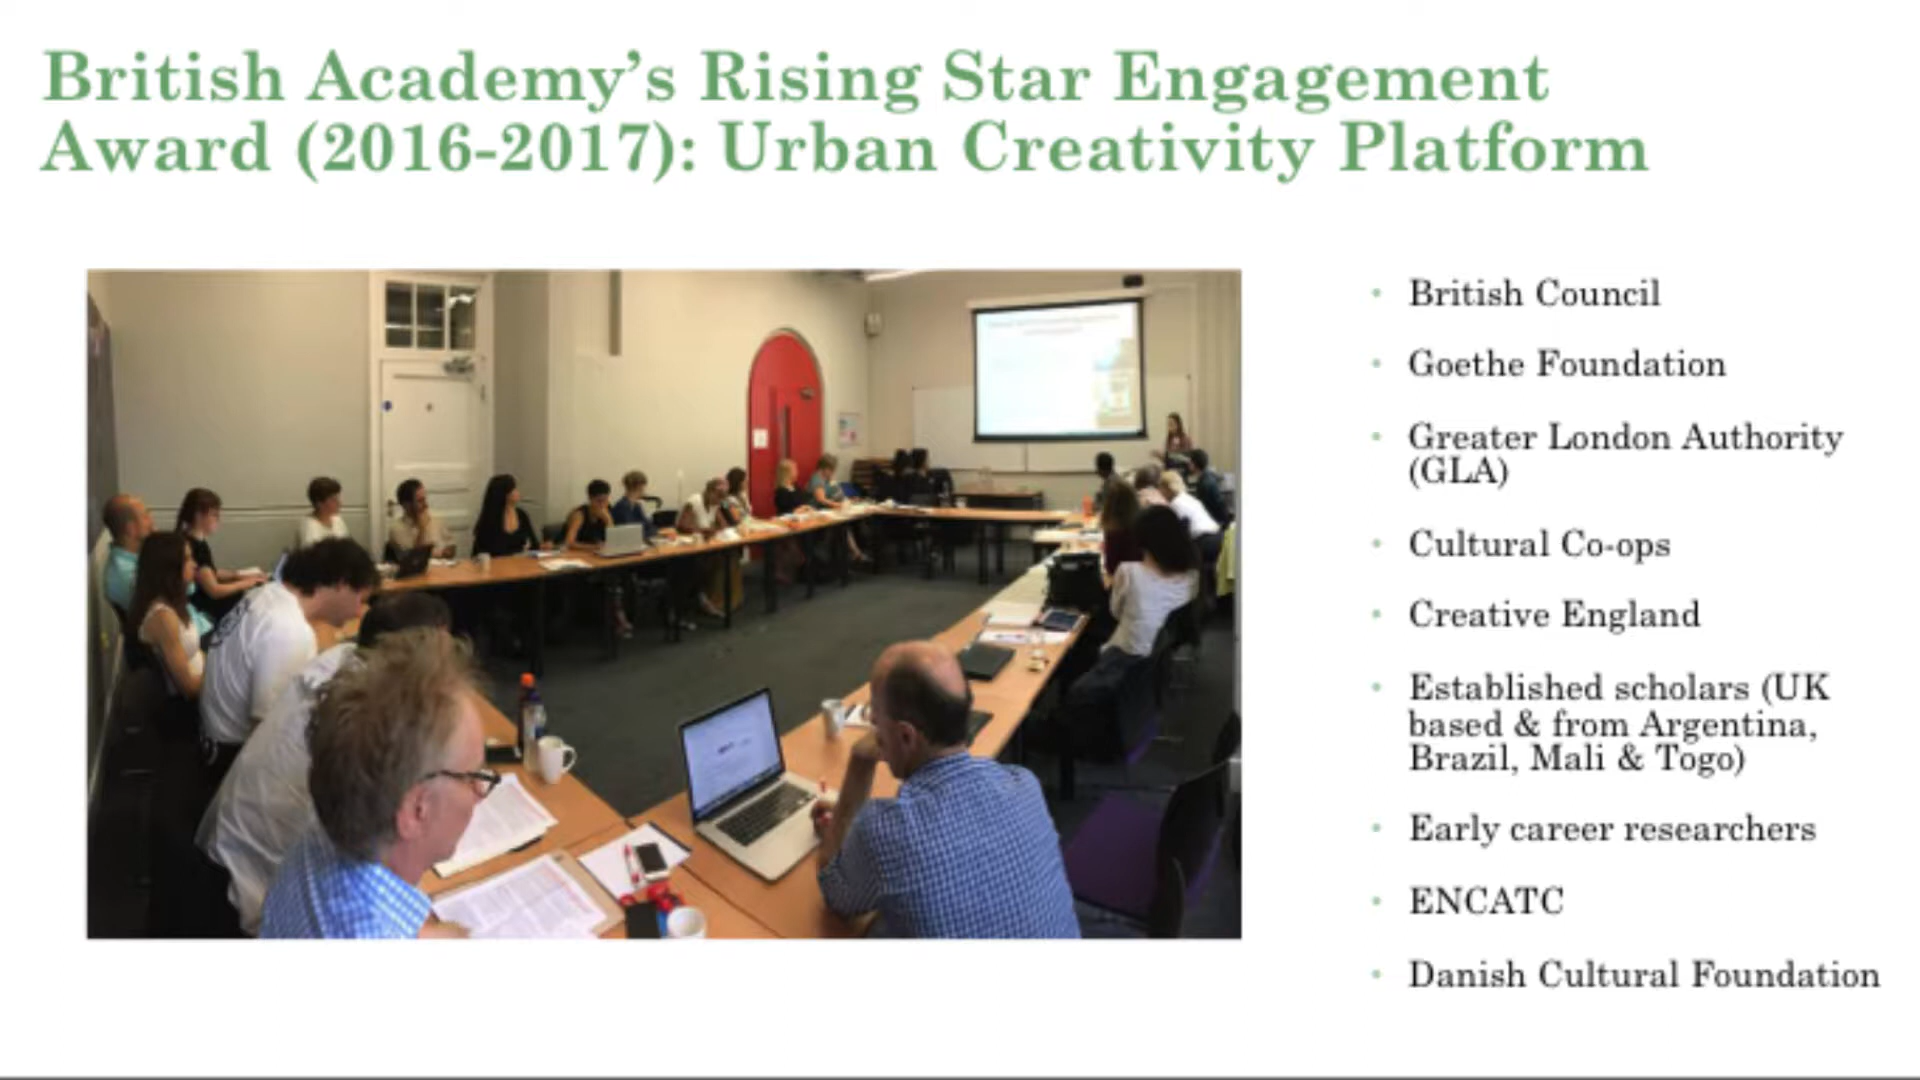 British Academy’s Rising Star Engagement
Award (2016-2017): Urban Creativity Platform
British Council
Goethe Foundation
Greater London Authority
(GLA)
Cultural Co-ops
Creative England
Established scholars (UK
based & from Argentina,
Brazil, Mali & Togo)
Early career researchers
ENCATC
Danish Cultural Foundation